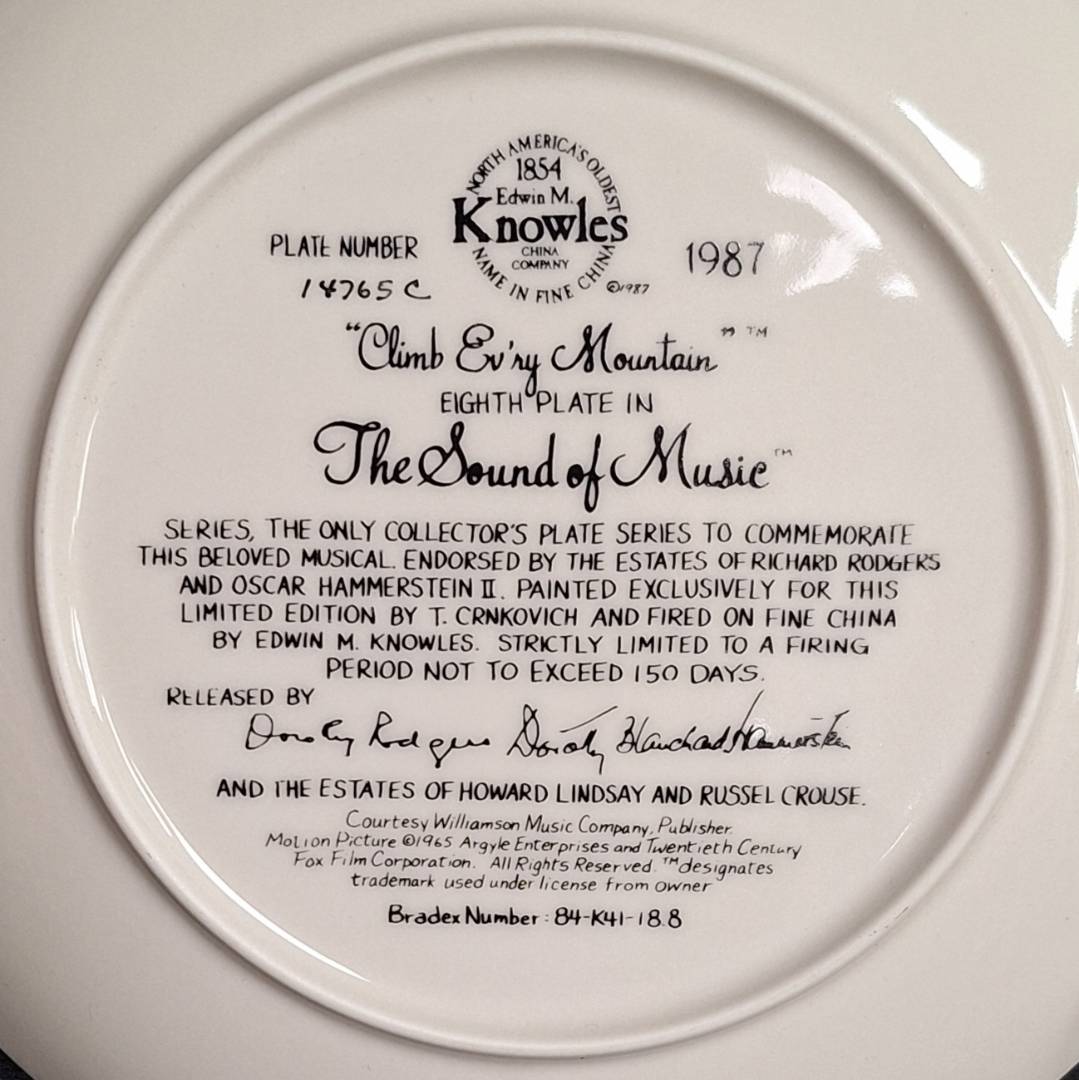 NORTH AMERICA'S OLDEST
1854
Edwin M.
Knowles
CHINA
COMPANY
NAME IN FINE CHINA
©1987
PLATE NUMBER
14765 C
1987
"Climb Ev'ry Mountain" ™
EIGHTH PLATE IN
The Sound of Music™
SERIES, THE ONLY COLLECTOR'S PLATE SERIES TO COMMEMORATE
THIS BELOVED MUSICAL. ENDORSED BY THE ESTATES OF RICHARD RODGERS
AND OSCAR HAMMERSTEIN II. PAINTED EXCLUSIVELY FOR THIS
LIMITED EDITION BY T. CRNKOVICH AND FIRED ON FINE CHINA
BY EDWIN M. KNOWLES. STRICTLY LIMITED TO A FIRING
PERIOD NOT TO EXCEED 150 DAYS.
RELEASED BY
Dorothy Rodgers Dorothy Blanchard Hammerstein
AND THE ESTATES OF HOWARD LINDSAY AND RUSSEL CROUSE.
Courtesy Williamson Music Company, Publisher.
Motion Picture ©1965 Argyle Enterprises and Twentieth Century
Fox Film Corporation. All Rights Reserved. ™designates
trademark used under license from owner
Bradex Number: 84-K41-18.8